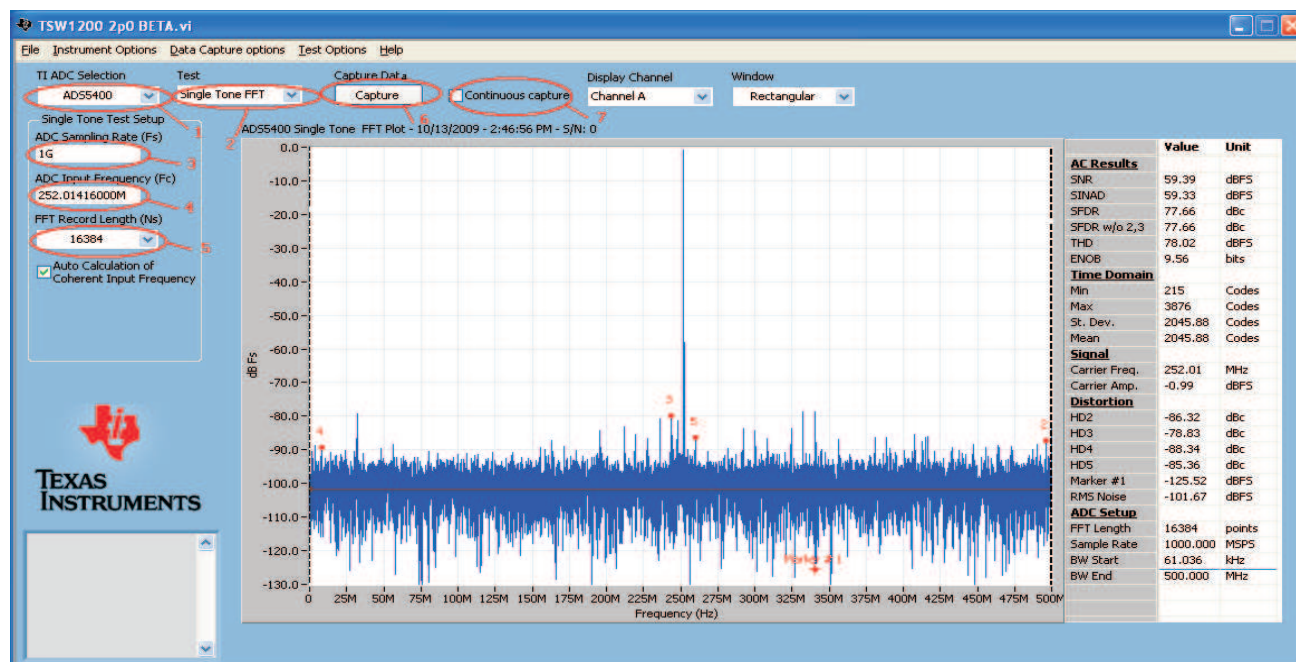 TSW1200 2p0 BETA.vi
File Instrument Options Data Capture options Test Options Help
TI ADC Selection Test Capture Data Display Channel Window
ADS5400 Single Tone FFT Capture Continuous capture Channel A Rectangular
1 2 6 7
Single Tone Test Setup
ADC Sampling Rate (Fs)
1G
3
ADC Input Frequency (Fc)
252.01416000M
4
FFT Record Length (Ns)
16384
5
Auto Calculation of
Coherent Input Frequency
TEXAS
INSTRUMENTS
ADS5400 Single Tone FFT Plot - 10/13/2009 - 2:46:56 PM - S/N: 0
dBFs
0.0
-10.0
-20.0
-30.0
-40.0
-50.0
-60.0
-70.0
-80.0
-90.0
-100.0
-110.0
-120.0
-130.0
4 3 5 2
Marker #1
0 25M 50M 75M 100M 125M 150M 175M 200M 225M 250M 275M 300M 325M 350M 375M 400M 425M 450M 475M 500M
Frequency (Hz)
Value Unit
AC Results
SNR 59.39 dBFS
SINAD 59.33 dBFS
SFDR 77.66 dBc
SFDR w/o 2,3 77.66 dBc
THD 78.02 dBFS
ENOB 9.56 bits
Time Domain
Min 215 Codes
Max 3876 Codes
St. Dev. 2045.88 Codes
Mean 2045.88 Codes
Signal
Carrier Freq. 252.01 MHz
Carrier Amp. -0.99 dBFS
Distortion
HD2 -86.32 dBc
HD3 -78.83 dBc
HD4 -88.34 dBc
HD5 -85.36 dBc
Marker #1 -125.52 dBFS
RMS Noise -101.67 dBFS
ADC Setup
FFT Length 16384 points
Sample Rate 1000.000 MSPS
BW Start 61.036 kHz
BW End 500.000 MHz